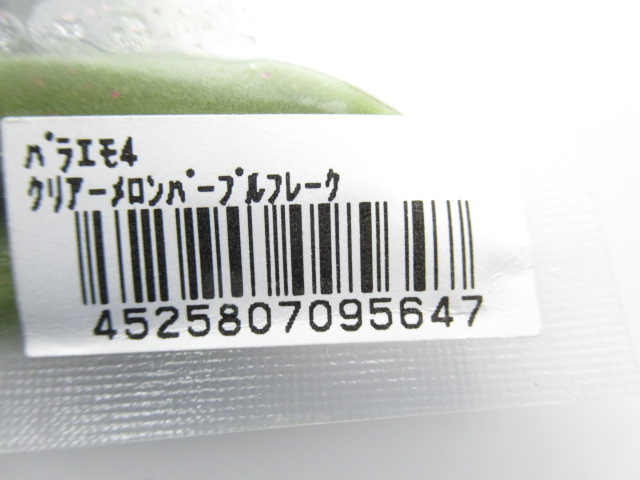 ﾊﾞﾗｴﾓ4
ｸﾘｱｰﾒﾛﾝﾊﾟｰﾌﾟﾙﾌﾚｰｸ
4525807095647